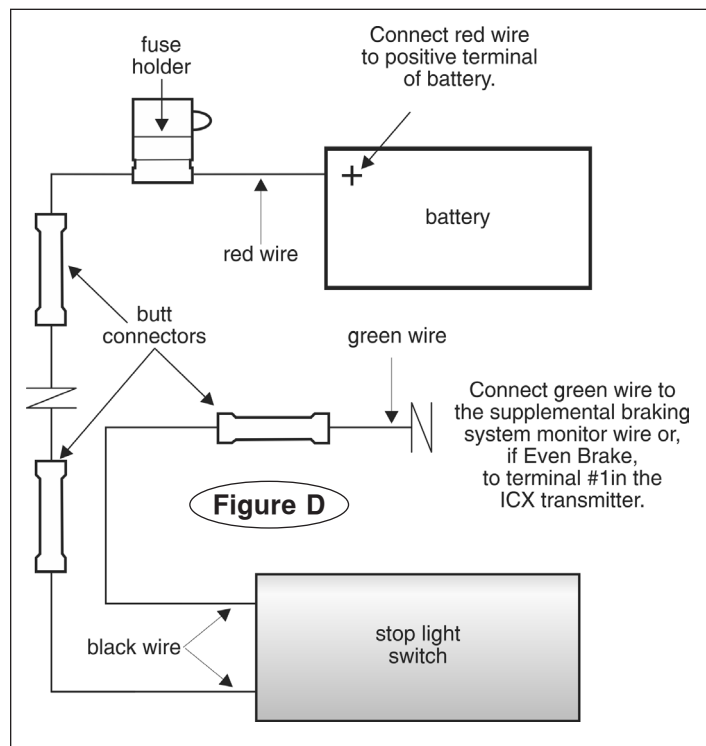 fuse
holder
Connect red wire
to positive terminal
of battery.
+
battery
red wire
butt
connectors
green wire
Connect green wire to
the supplemental braking
system monitor wire or,
if Even Brake,
to terminal #1in the
ICX transmitter.
Figure D
black wire
stop light
switch